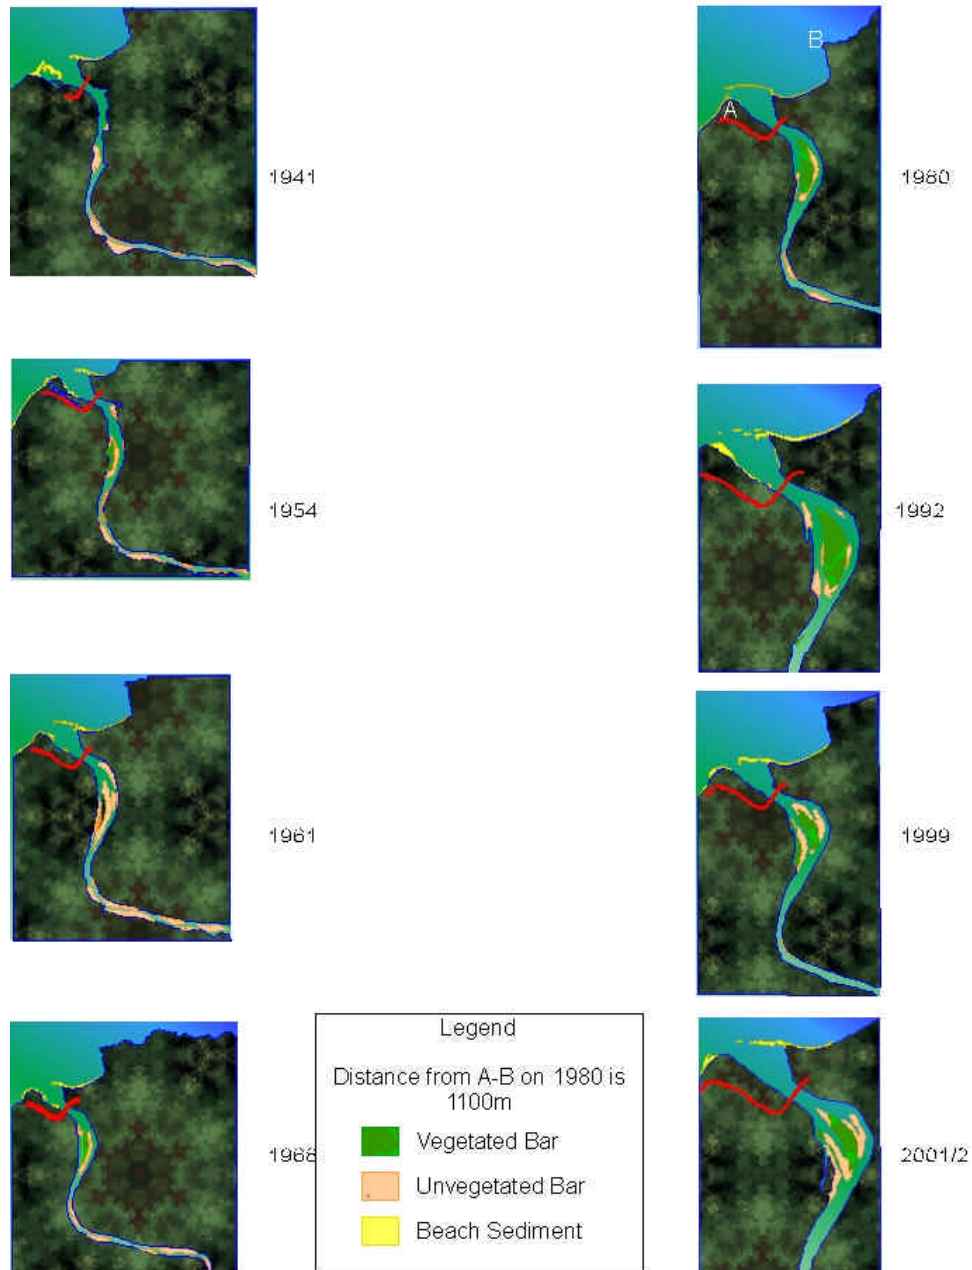 B
A
1941
1980
1954
1992
1961
1999
Legend
Distance from A-B on 1980 is
1100m
Vegetated Bar
Unvegetated Bar
Beach Sediment
1968
2001/2